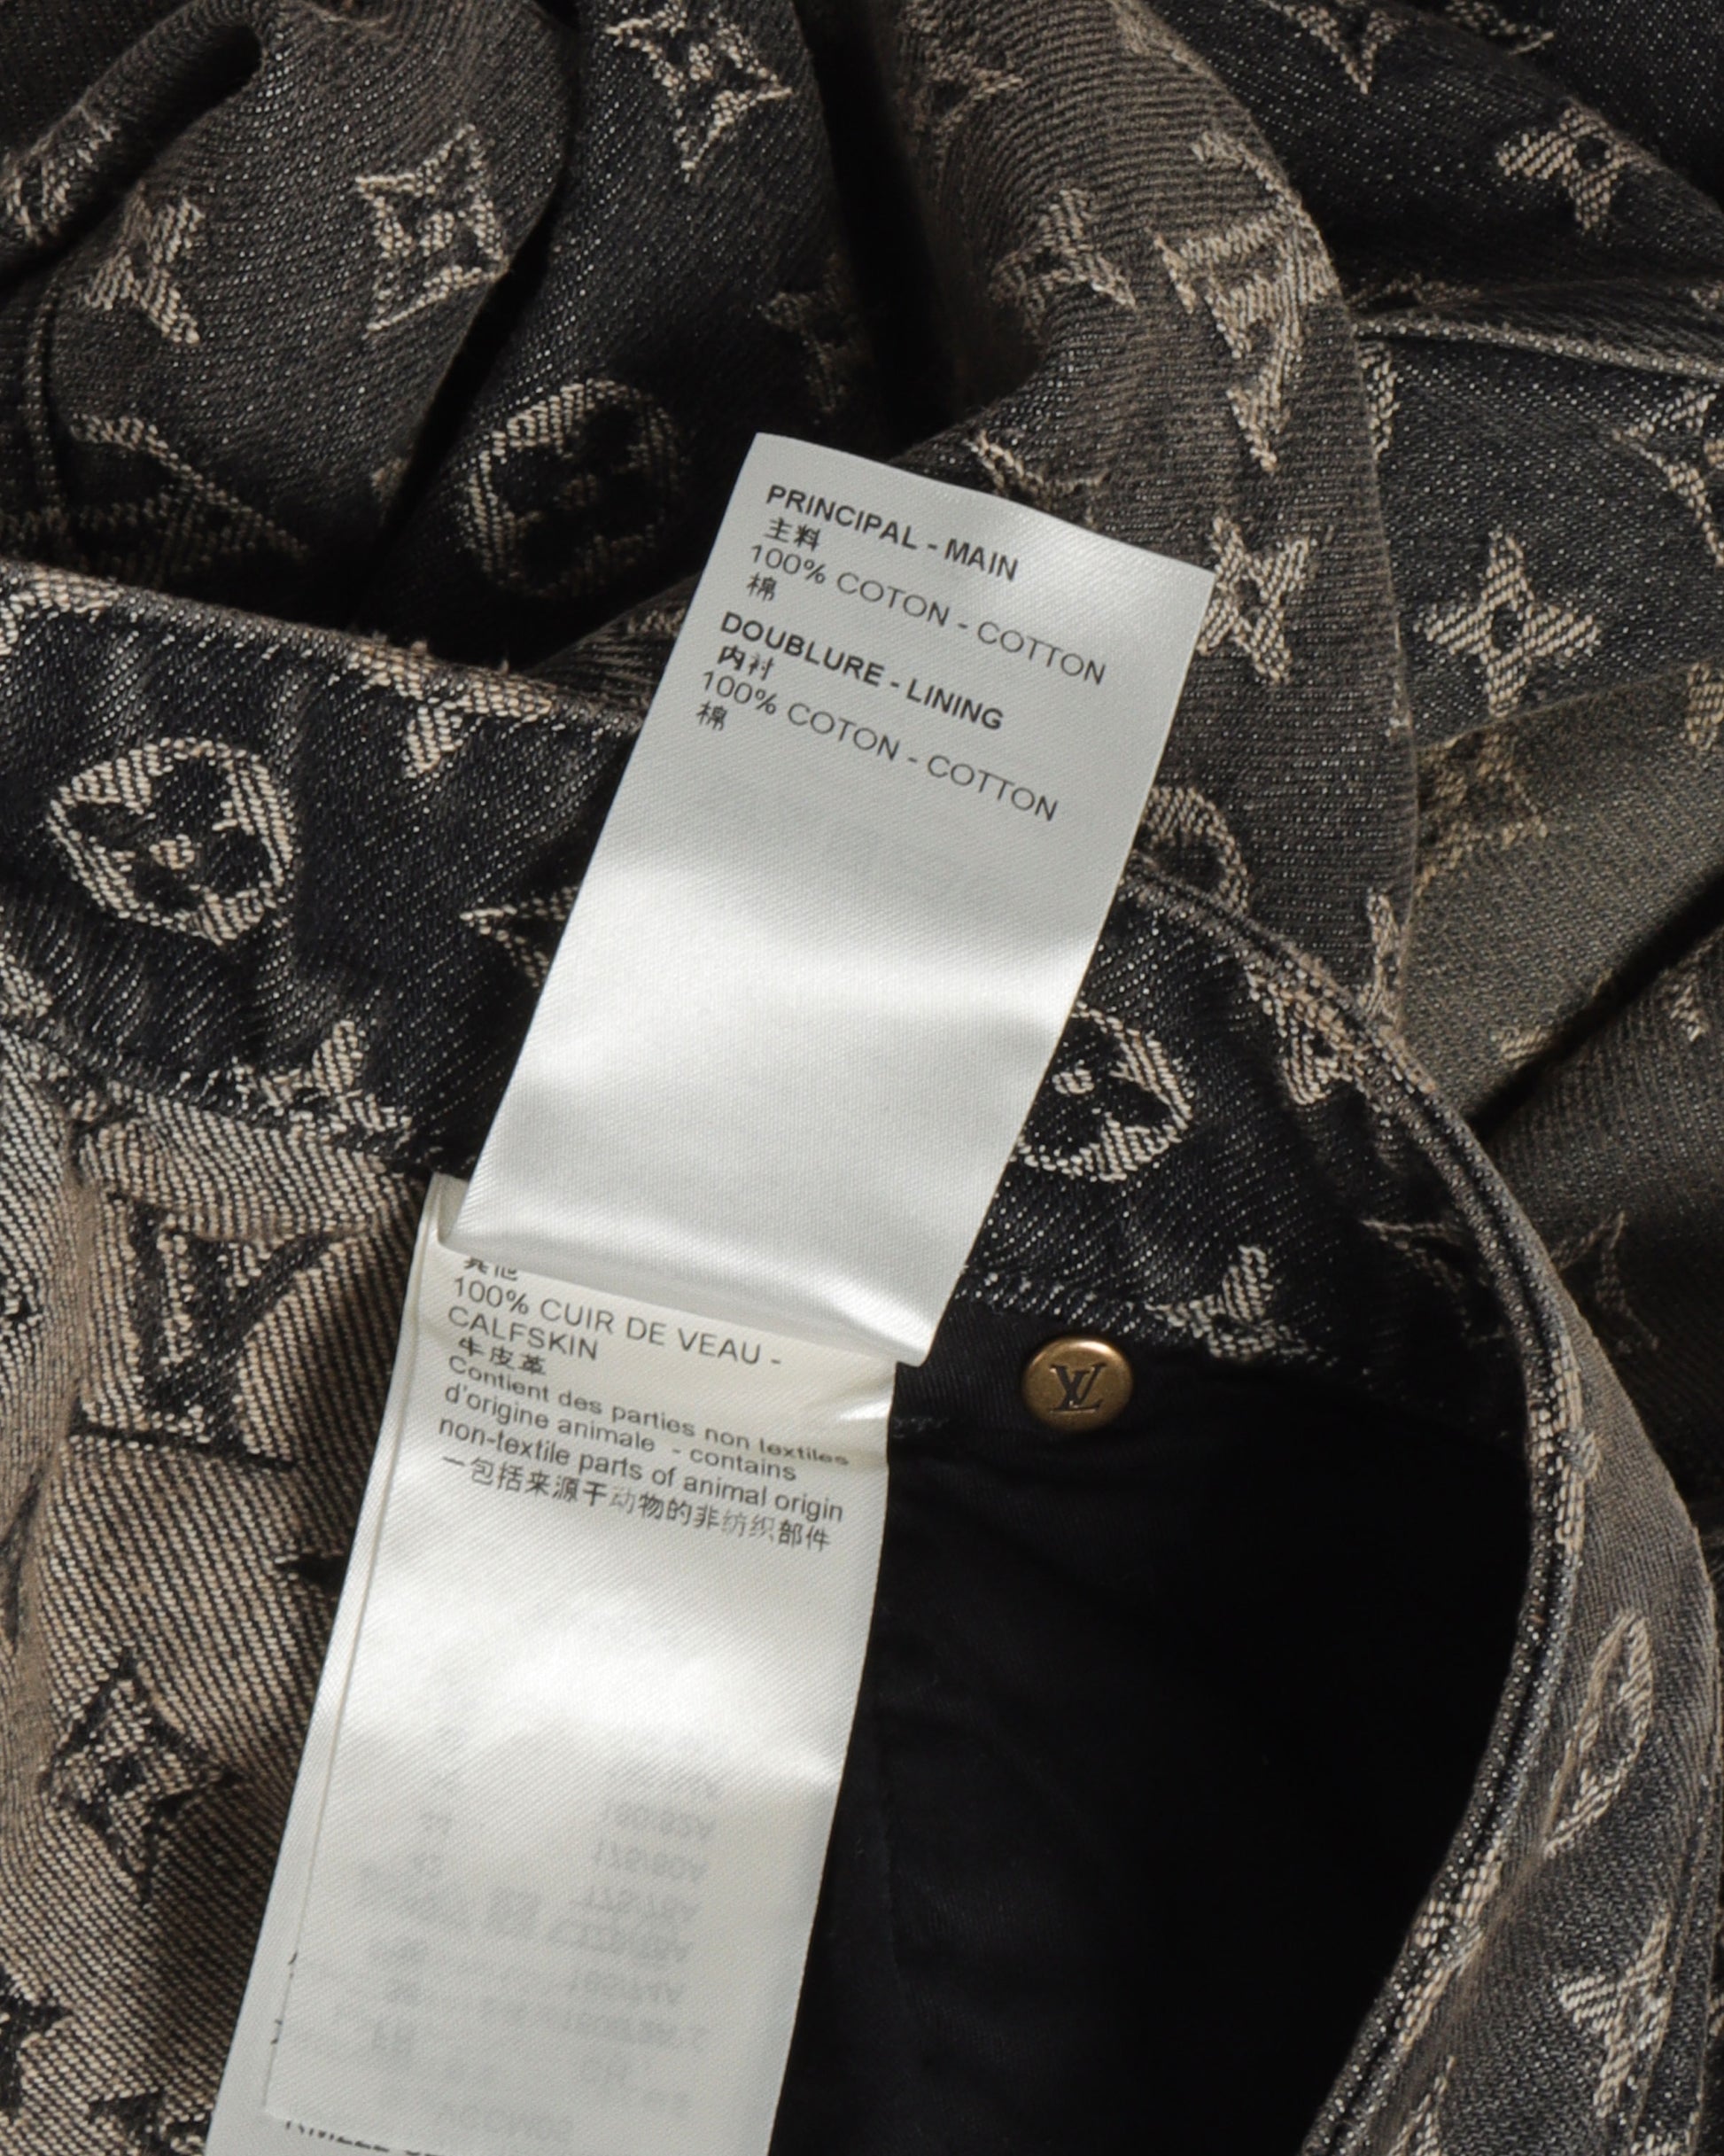 PRINCIPAL - MAIN
主料
100% COTON - COTTON
棉
DOUBLURE - LINING
内衬
100% COTON - COTTON
棉
其他
100% CUIR DE VEAU -
CALFSKIN
牛皮革
Contient des parties non textiles
d'origine animale - contains
non-textile parts of animal origin
一包括来源于动物的非纺织部件
LV